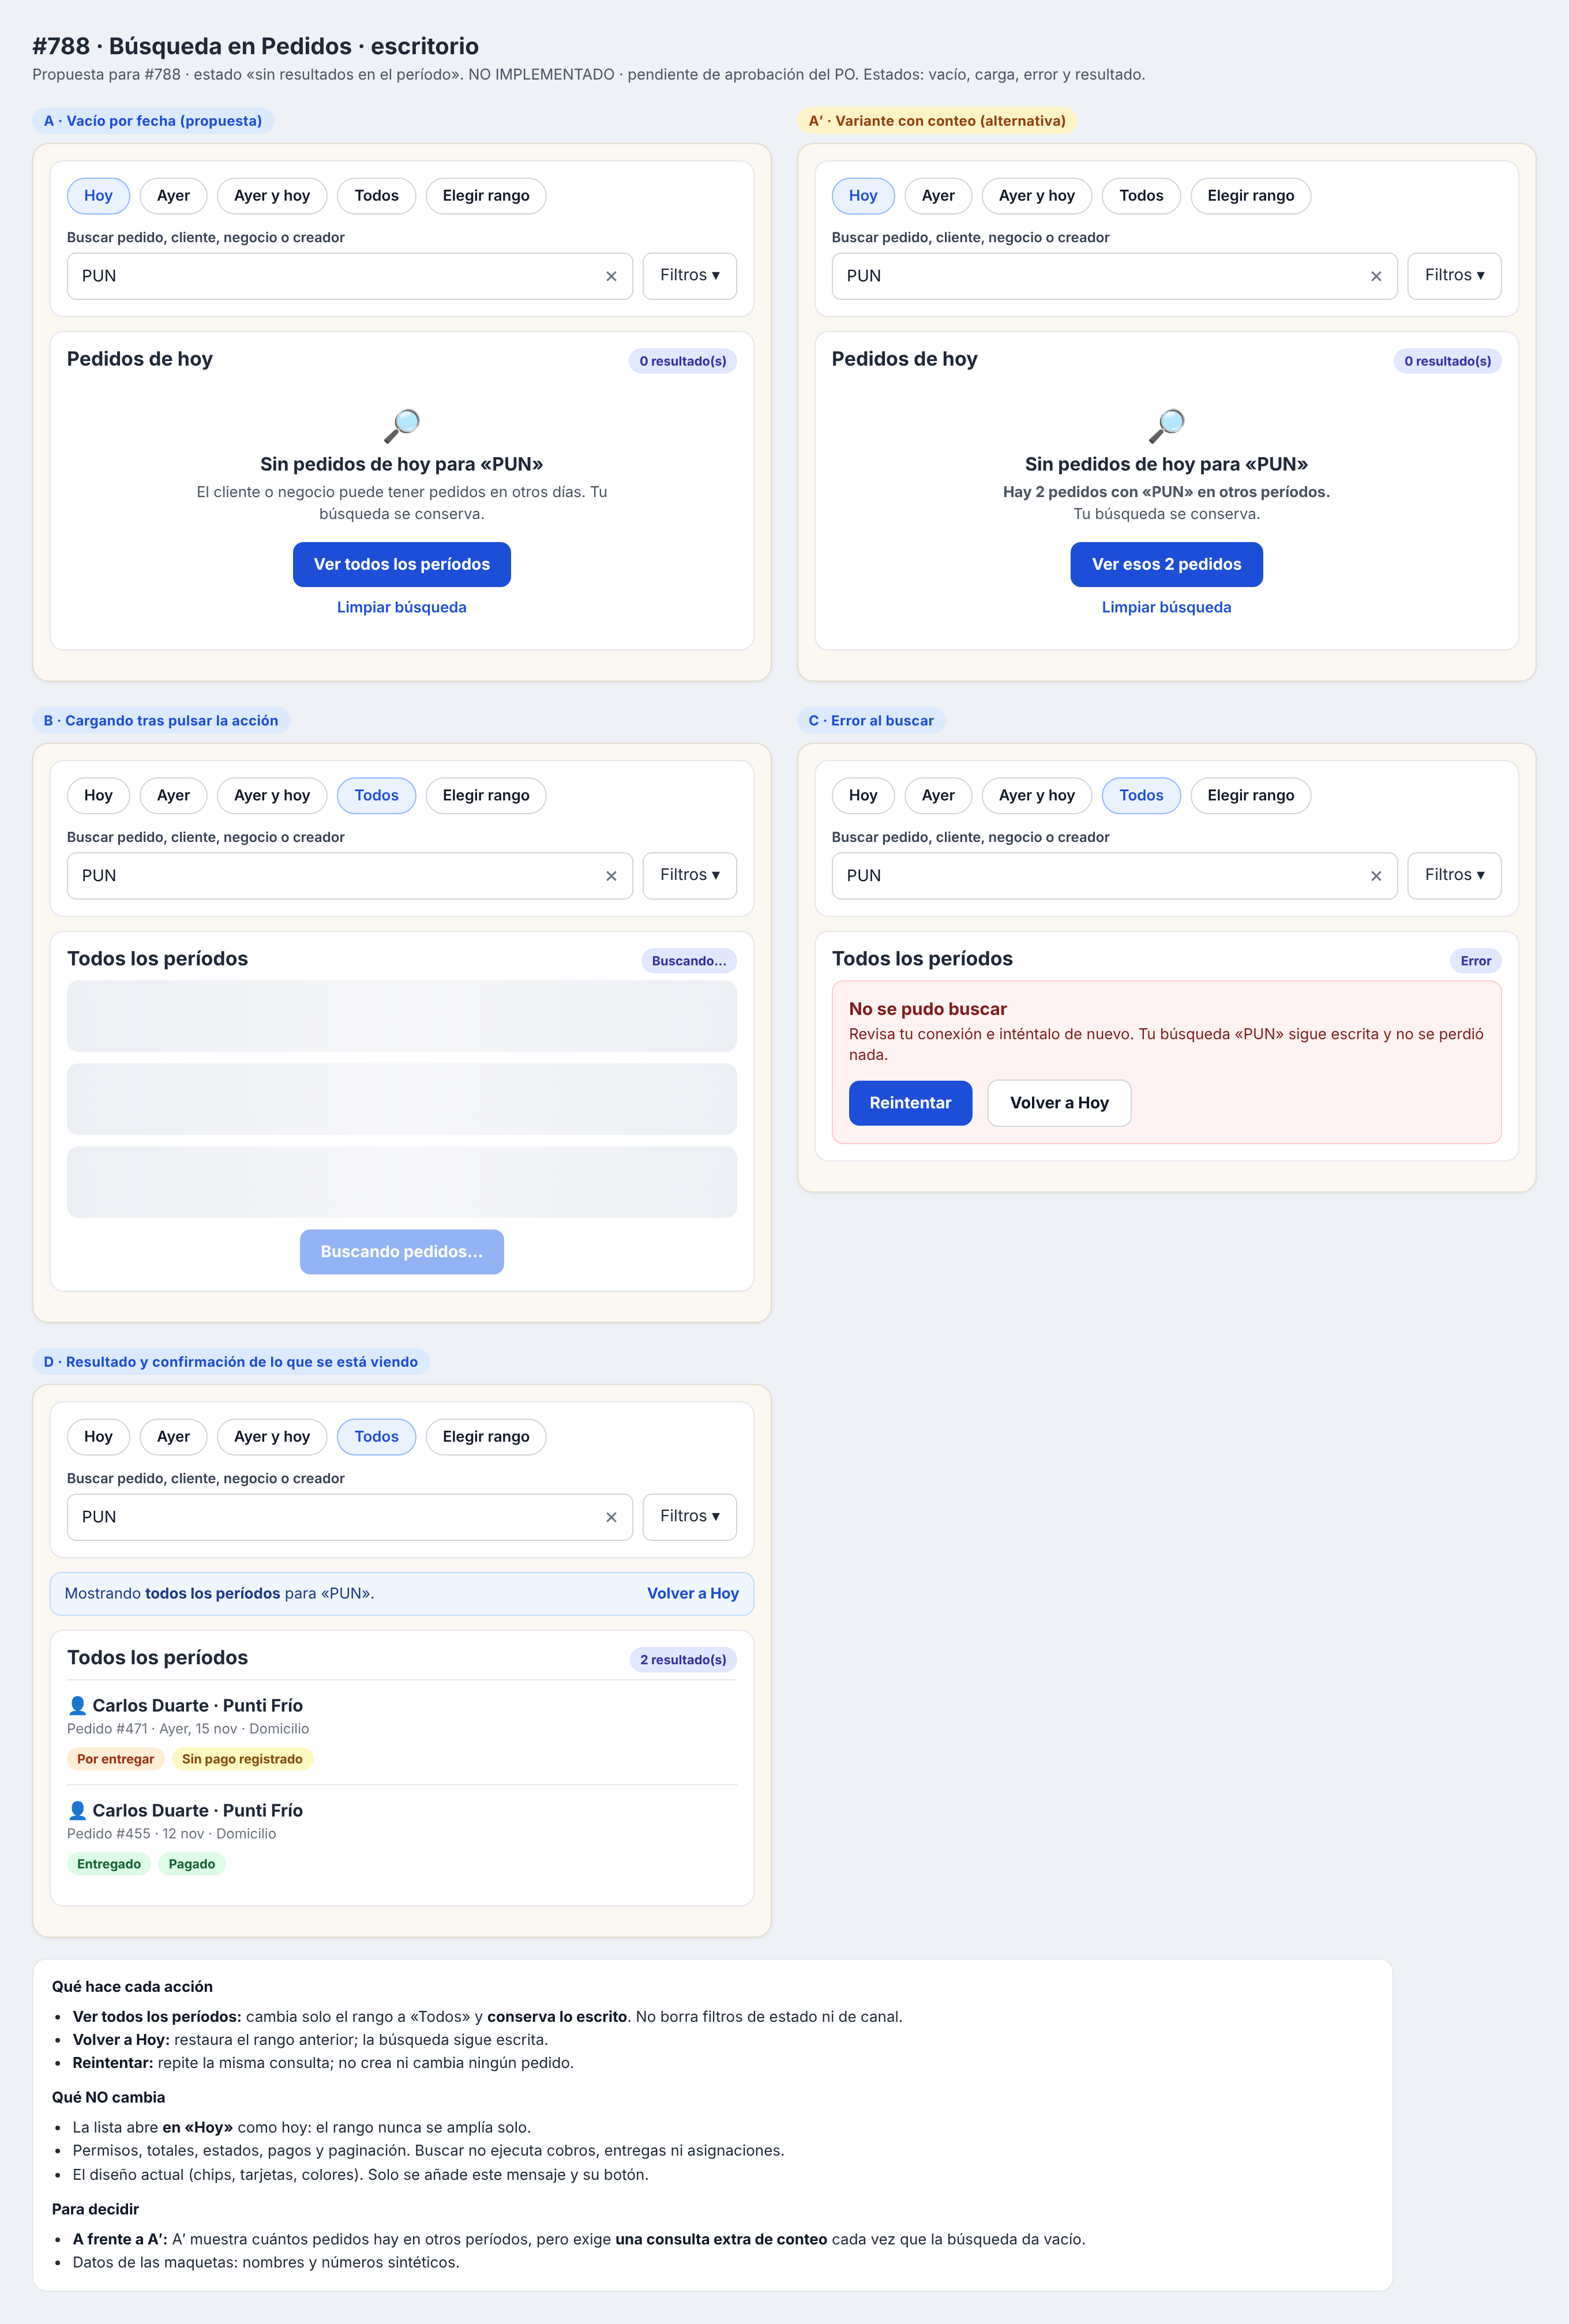 #788 · Búsqueda en Pedidos · escritorio
Propuesta para #788 · estado «sin resultados en el período». NO IMPLEMENTADO · pendiente de aprobación del PO. Estados: vacío, carga, error y resultado.
A · Vacío por fecha (propuesta)
Hoy
Ayer
Ayer y hoy
Todos
Elegir rango
Buscar pedido, cliente, negocio o creador
PUN ✕
Filtros ▾
Pedidos de hoy
0 resultado(s)
Sin pedidos de hoy para «PUN»
El cliente o negocio puede tener pedidos en otros días. Tu
búsqueda se conserva.
Ver todos los períodos
Limpiar búsqueda
A′ · Variante con conteo (alternativa)
Hoy
Ayer
Ayer y hoy
Todos
Elegir rango
Buscar pedido, cliente, negocio o creador
PUN ✕
Filtros ▾
Pedidos de hoy
0 resultado(s)
Sin pedidos de hoy para «PUN»
Hay 2 pedidos con «PUN» en otros períodos.
Tu búsqueda se conserva.
Ver esos 2 pedidos
Limpiar búsqueda
B · Cargando tras pulsar la acción
Hoy
Ayer
Ayer y hoy
Todos
Elegir rango
Buscar pedido, cliente, negocio o creador
PUN ✕
Filtros ▾
Todos los períodos
Buscando…
Buscando pedidos…
C · Error al buscar
Hoy
Ayer
Ayer y hoy
Todos
Elegir rango
Buscar pedido, cliente, negocio o creador
PUN ✕
Filtros ▾
Todos los períodos
Error
No se pudo buscar
Revisa tu conexión e inténtalo de nuevo. Tu búsqueda «PUN» sigue escrita y no se perdió
nada.
Reintentar
Volver a Hoy
D · Resultado y confirmación de lo que se está viendo
Hoy
Ayer
Ayer y hoy
Todos
Elegir rango
Buscar pedido, cliente, negocio o creador
PUN ✕
Filtros ▾
Mostrando todos los períodos para «PUN».
Volver a Hoy
Todos los períodos
2 resultado(s)
Carlos Duarte · Punti Frío
Pedido #471 · Ayer, 15 nov · Domicilio
Por entregar
Sin pago registrado
Carlos Duarte · Punti Frío
Pedido #455 · 12 nov · Domicilio
Entregado
Pagado
Qué hace cada acción
• Ver todos los períodos: cambia solo el rango a «Todos» y conserva lo escrito. No borra filtros de estado ni de canal.
• Volver a Hoy: restaura el rango anterior; la búsqueda sigue escrita.
• Reintentar: repite la misma consulta; no crea ni cambia ningún pedido.
Qué NO cambia
• La lista abre en «Hoy» como hoy: el rango nunca se amplía solo.
• Permisos, totales, estados, pagos y paginación. Buscar no ejecuta cobros, entregas ni asignaciones.
• El diseño actual (chips, tarjetas, colores). Solo se añade este mensaje y su botón.
Para decidir
• A frente a A′: A′ muestra cuántos pedidos hay en otros períodos, pero exige una consulta extra de conteo cada vez que la búsqueda da vacío.
• Datos de las maquetas: nombres y números sintéticos.